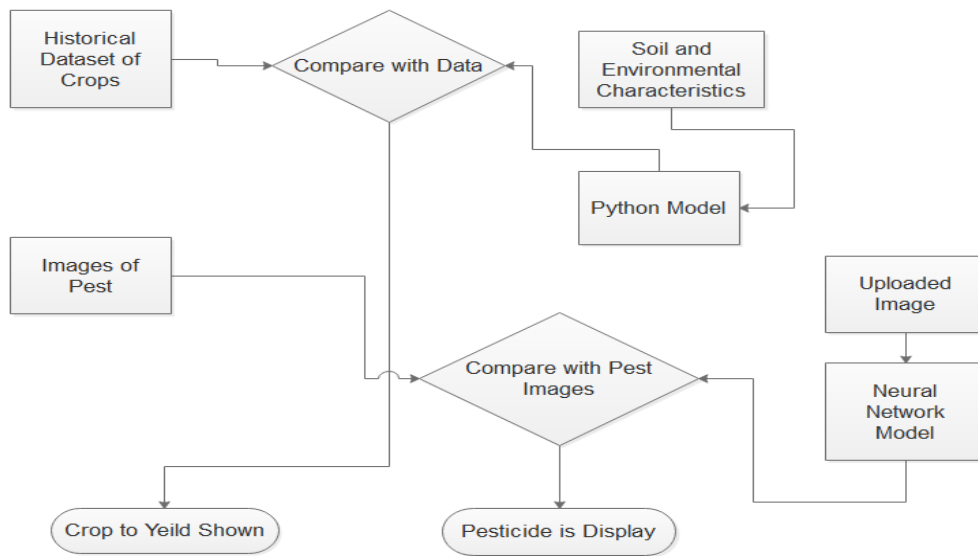 Historical
Dataset of
Crops
Compare with Data
Soil and
Environmental
Characteristics
Python Model
Images of
Pest
Uploaded
Image
Compare with Pest
Images
Neural
Network
Model
Crop to Yeild Shown
Pesticide is Display